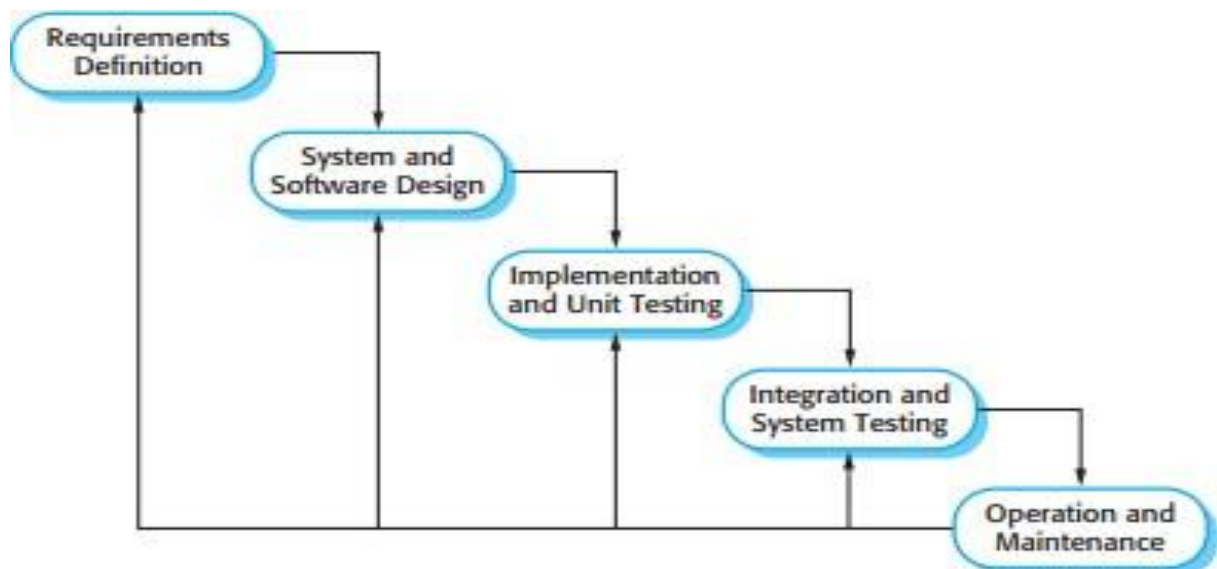 Requirements
Definition
System and
Software Design
Implementation
and Unit Testing
Integration and
System Testing
Operation and
Maintenance